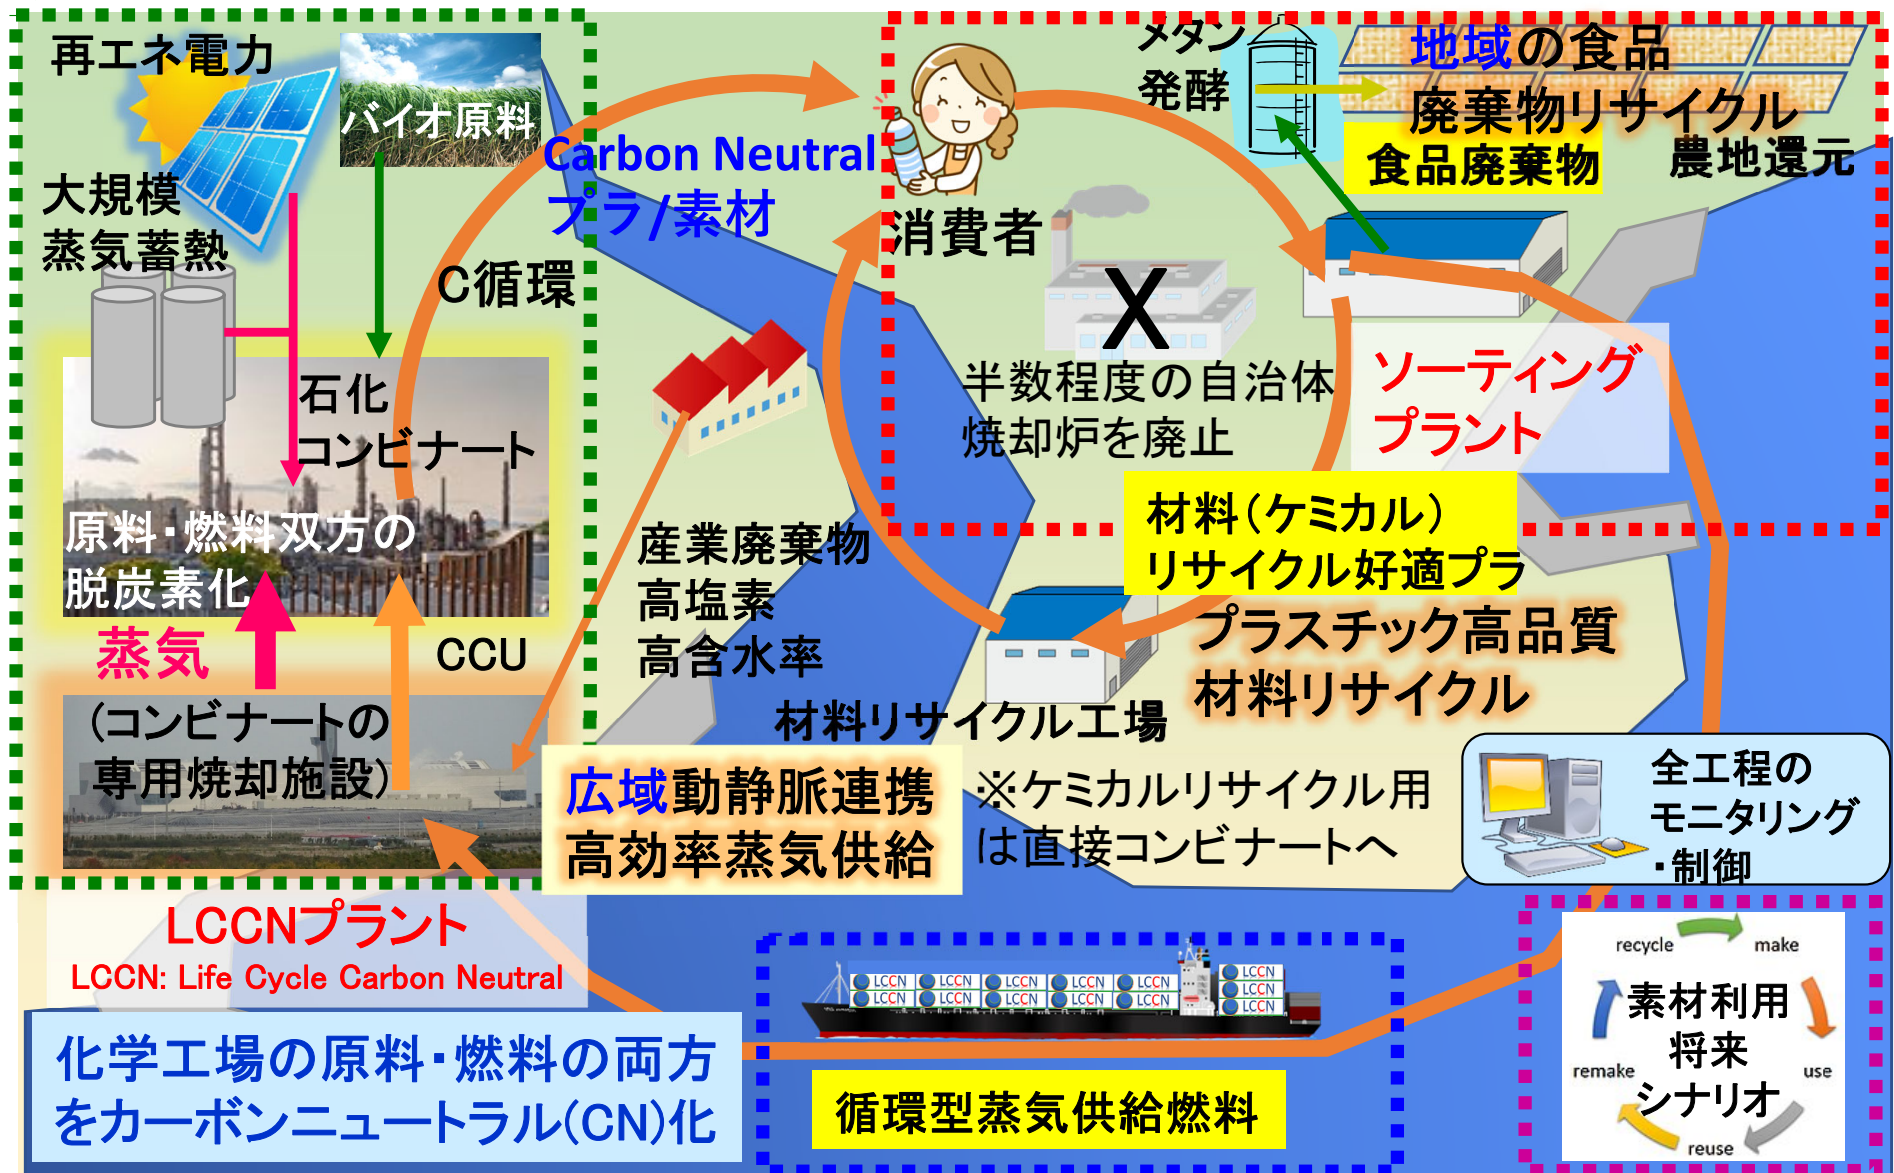 再エネ電力
バイオ原料
大規模
蒸気蓄熱
Carbon Neutral
プラ/素材
C循環
石化
コンビナート
原料・燃料双方の
脱炭素化
蒸気
CCU
(コンビナートの
専用焼却施設)
LCCNプラント
LCCN: Life Cycle Carbon Neutral
化学工場の原料・燃料の両方
をカーボンニュートラル(CN)化
消費者
メタン
発酵
地域の食品
廃棄物リサイクル
食品廃棄物
農地還元
X
半数程度の自治体
焼却炉を廃止
ソーティング
プラント
材料(ケミカル)
リサイクル好適プラ
プラスチック高品質
材料リサイクル
産業廃棄物
高塩素
高含水率
材料リサイクル工場
広域動静脈連携
高効率蒸気供給
※ケミカルリサイクル用
は直接コンビナートへ
全工程の
モニタリング
・制御
LCCN LCCN LCCN LCCN LCCN LCCN
LCCN LCCN LCCN LCCN LCCN LCCN
LCCN
循環型蒸気供給燃料
recycle
make
素材利用
将来
シナリオ
remake
use
reuse